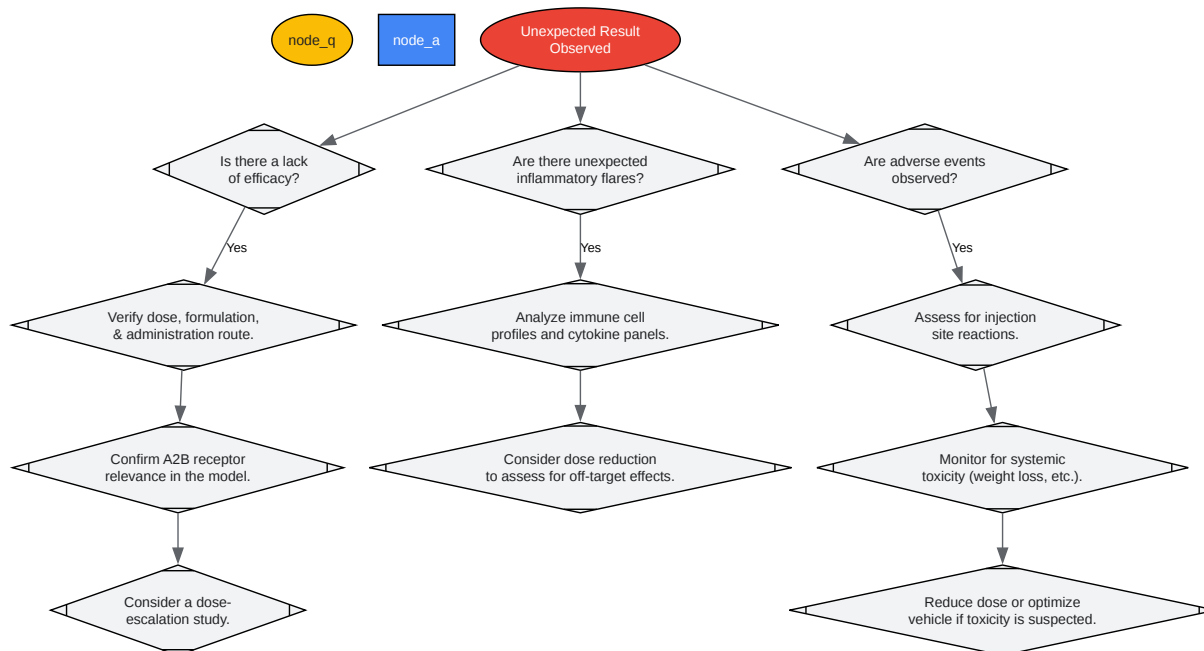 node_q
node_a
Unexpected Result
Observed
Is there a lack
of efficacy?
Are there unexpected
inflammatory flares?
Are adverse events
observed?
Yes
Yes
Yes
Verify dose, formulation,
& administration route.
Analyze immune cell
profiles and cytokine panels.
Assess for injection
site reactions.
Confirm A2B receptor
relevance in the model.
Consider dose reduction
to assess for off-target effects.
Monitor for systemic
toxicity (weight loss, etc.).
Consider a dose-
escalation study.
Reduce dose or optimize
vehicle if toxicity is suspected.